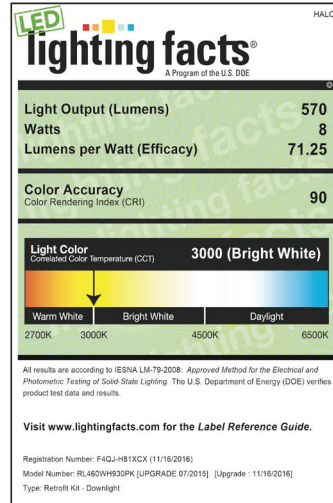 HALO
LED
lighting facts®
A Program of the U.S. DOE
Light Output (Lumens) 570
Watts 8
Lumens per Watt (Efficacy) 71.25
Color Accuracy
Color Rendering Index (CRI) 90
Light Color
Correlated Color Temperature (CCT) 3000 (Bright White)
Warm White Bright White Daylight
2700K 3000K 4500K 6500K
All results are according to IESNA LM-79-2008: Approved Method for the Electrical and
Photometric Testing of Solid-State Lighting. The U.S. Department of Energy (DOE) verifies
product test data and results.
Visit www.lightingfacts.com for the Label Reference Guide.
Registration Number: F4QJ-H81XCX (11/16/2016)
Model Number: RL460WH930PK [UPGRADE 07/2015] [Upgrade : 11/16/2016]
Type: Retrofit Kit - Downlight